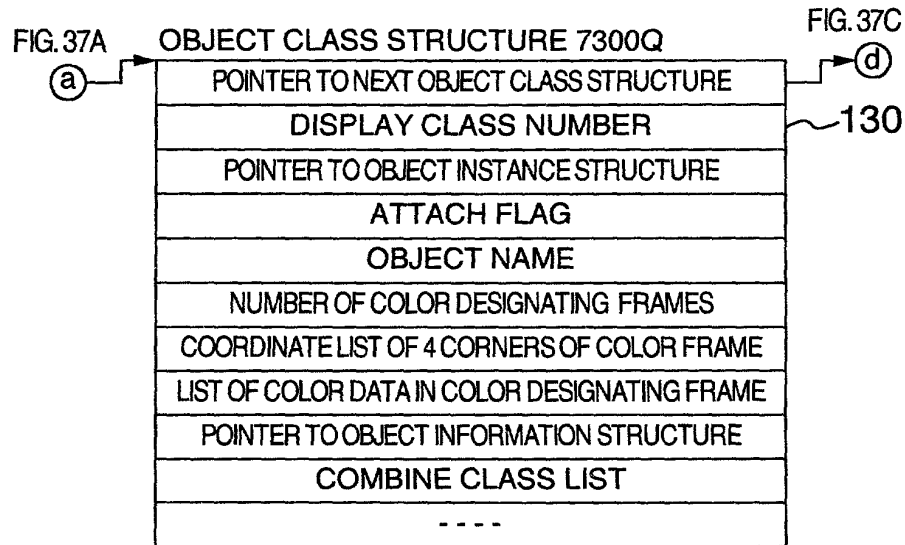 FIG. 37A
ⓐ
OBJECT CLASS STRUCTURE 7300Q
FIG. 37C
ⓓ
POINTER TO NEXT OBJECT CLASS STRUCTURE
DISPLAY CLASS NUMBER
130
POINTER TO OBJECT INSTANCE STRUCTURE
ATTACH FLAG
OBJECT NAME
NUMBER OF COLOR DESIGNATING FRAMES
COORDINATE LIST OF 4 CORNERS OF COLOR FRAME
LIST OF COLOR DATA IN COLOR DESIGNATING FRAME
POINTER TO OBJECT INFORMATION STRUCTURE
COMBINE CLASS LIST
- - - -